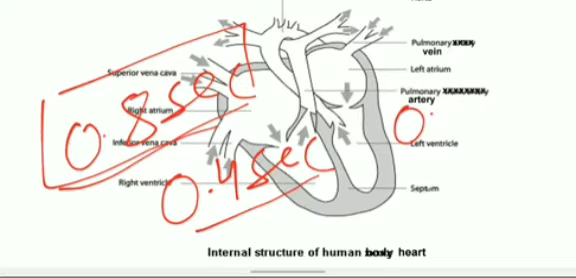 Pulmonary
vein
Superior vena cava
Left atrium
Pulmonary
artery
Right atrium
Inferior vena cava
Left ventricle
Right ventricle
Septum
0.8sec
0.4sec
0.
Internal structure of human heart